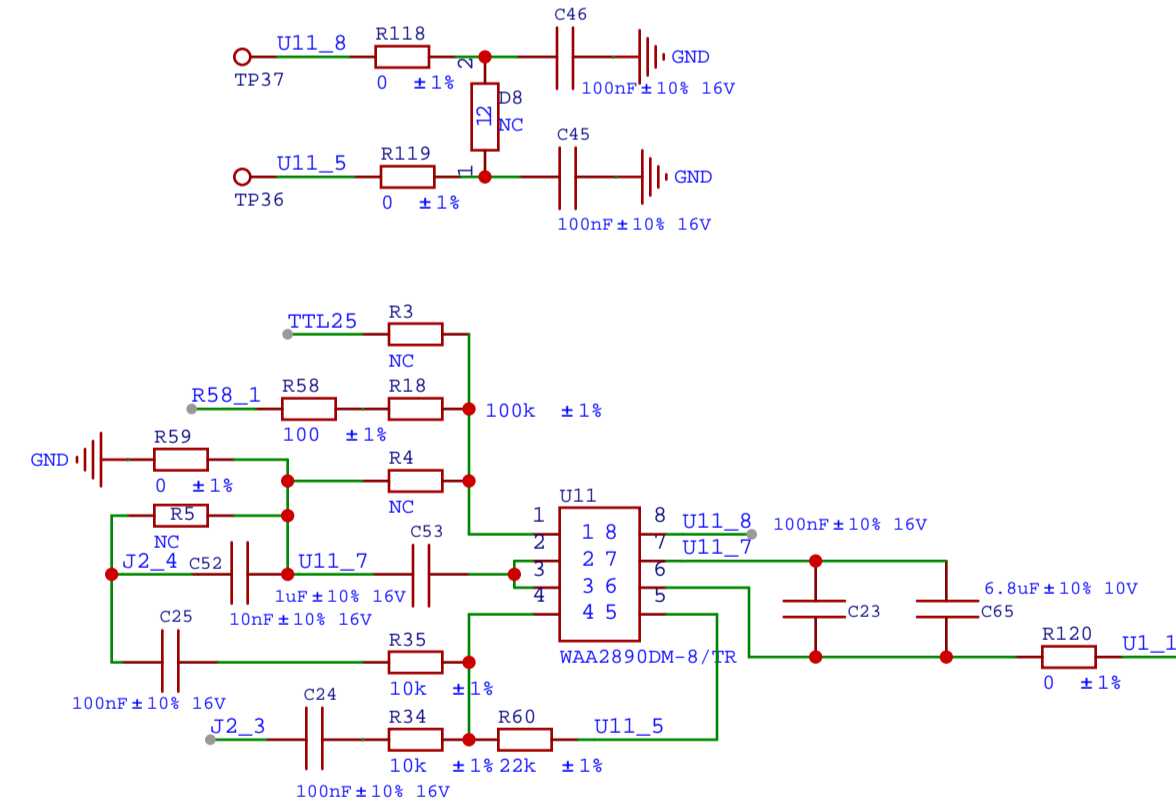 C46
R118
U11_8
GND
TP37
0 ±1%
2
100nF±10% 16V
D8
12
NC
C45
R119
U11_5
1
GND
TP36
0 ±1%
100nF±10% 16V
R3
TTL25
NC
R58 R18
R58_1
100k ±1%
100 ±1%
R59
GND
R4
0 ±1%
NC
U11
R5
1 8
1 8
U11_8
100nF±10% 16V
NC
C53
2 7
2 7
U11_7
J2_4
C52
U11_7
3 6
3 6
1uF±10% 16V
6.8uF±10% 10V
4 5
4 5
C23
C65
10nF±10% 16V
C25
R35
WAA2890DM-8/TR
R120
U1_1
10k ±1%
0 ±1%
100nF±10% 16V
C24
J2_3
R34
R60
U11_5
10k ±1%
22k ±1%
100nF±10% 16V